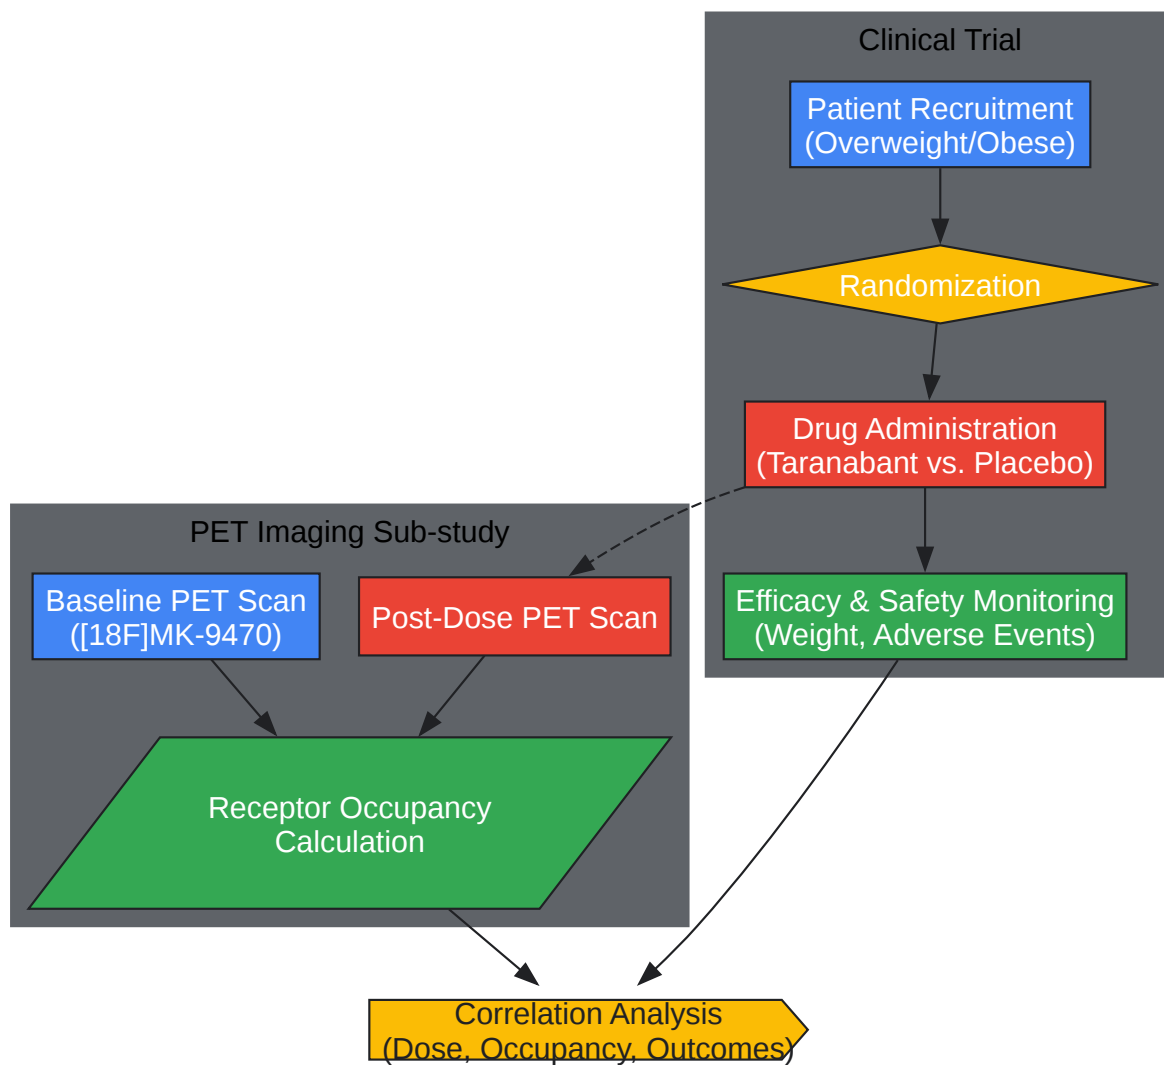 Clinical Trial
Patient Recruitment
(Overweight/Obese)
Randomization
Drug Administration
(Taranabant vs. Placebo)
Efficacy & Safety Monitoring
(Weight, Adverse Events)
PET Imaging Sub-study
Baseline PET Scan
([18F]MK-9470)
Post-Dose PET Scan
Receptor Occupancy
Calculation
Correlation Analysis
(Dose, Occupancy, Outcomes)